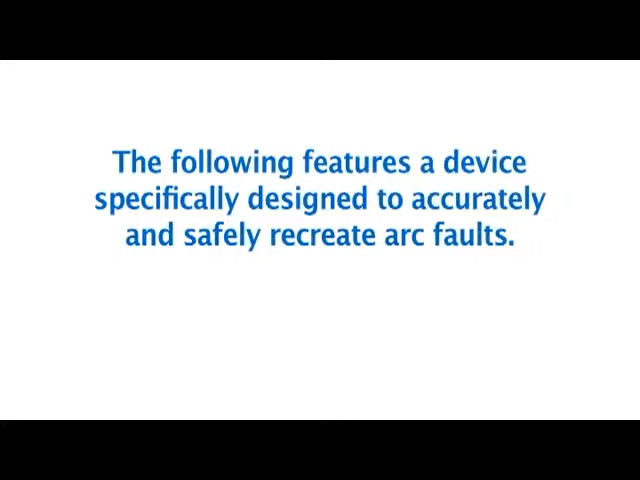 The following features a device
specifically designed to accurately
and safely recreate arc faults.